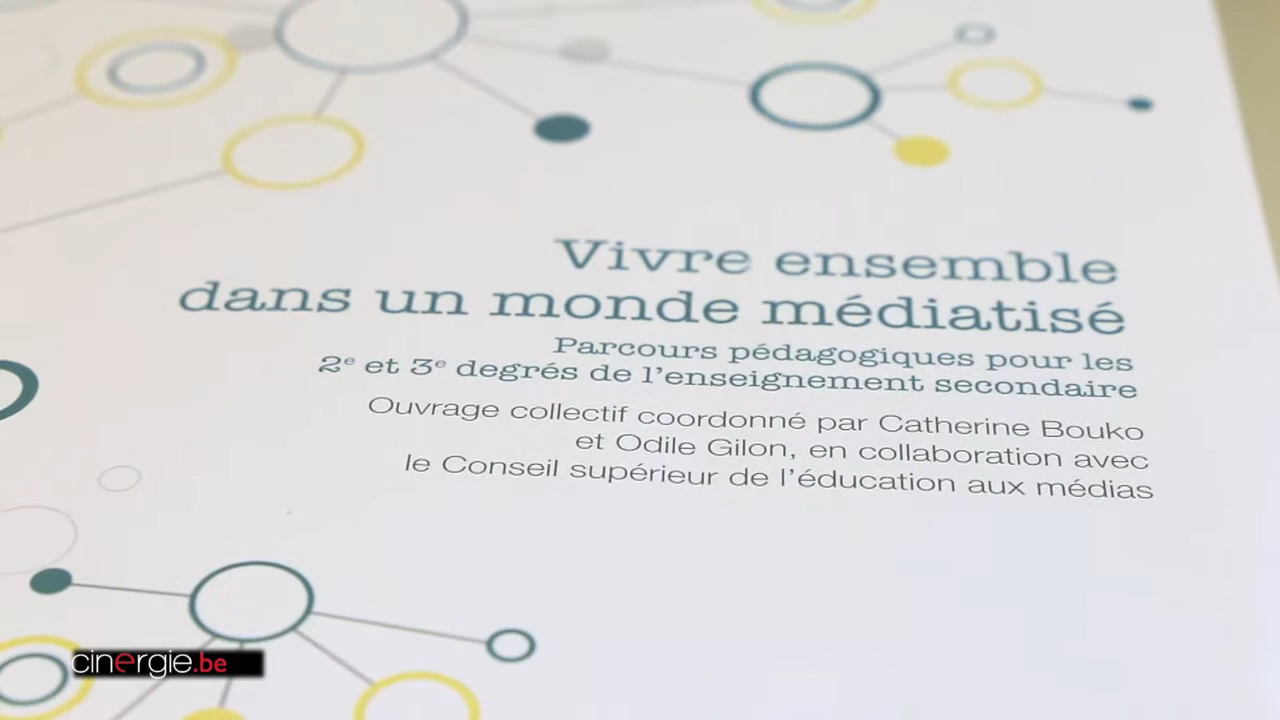 Vivre ensemble
dans un monde médiatisé
Parcours pédagogiques pour les
2e et 3e degrés de l'enseignement secondaire
Ouvrage collectif coordonné par Catherine Bouko
et Odile Gilon, en collaboration avec
le Conseil supérieur de l'éducation aux médias
cinergie.be